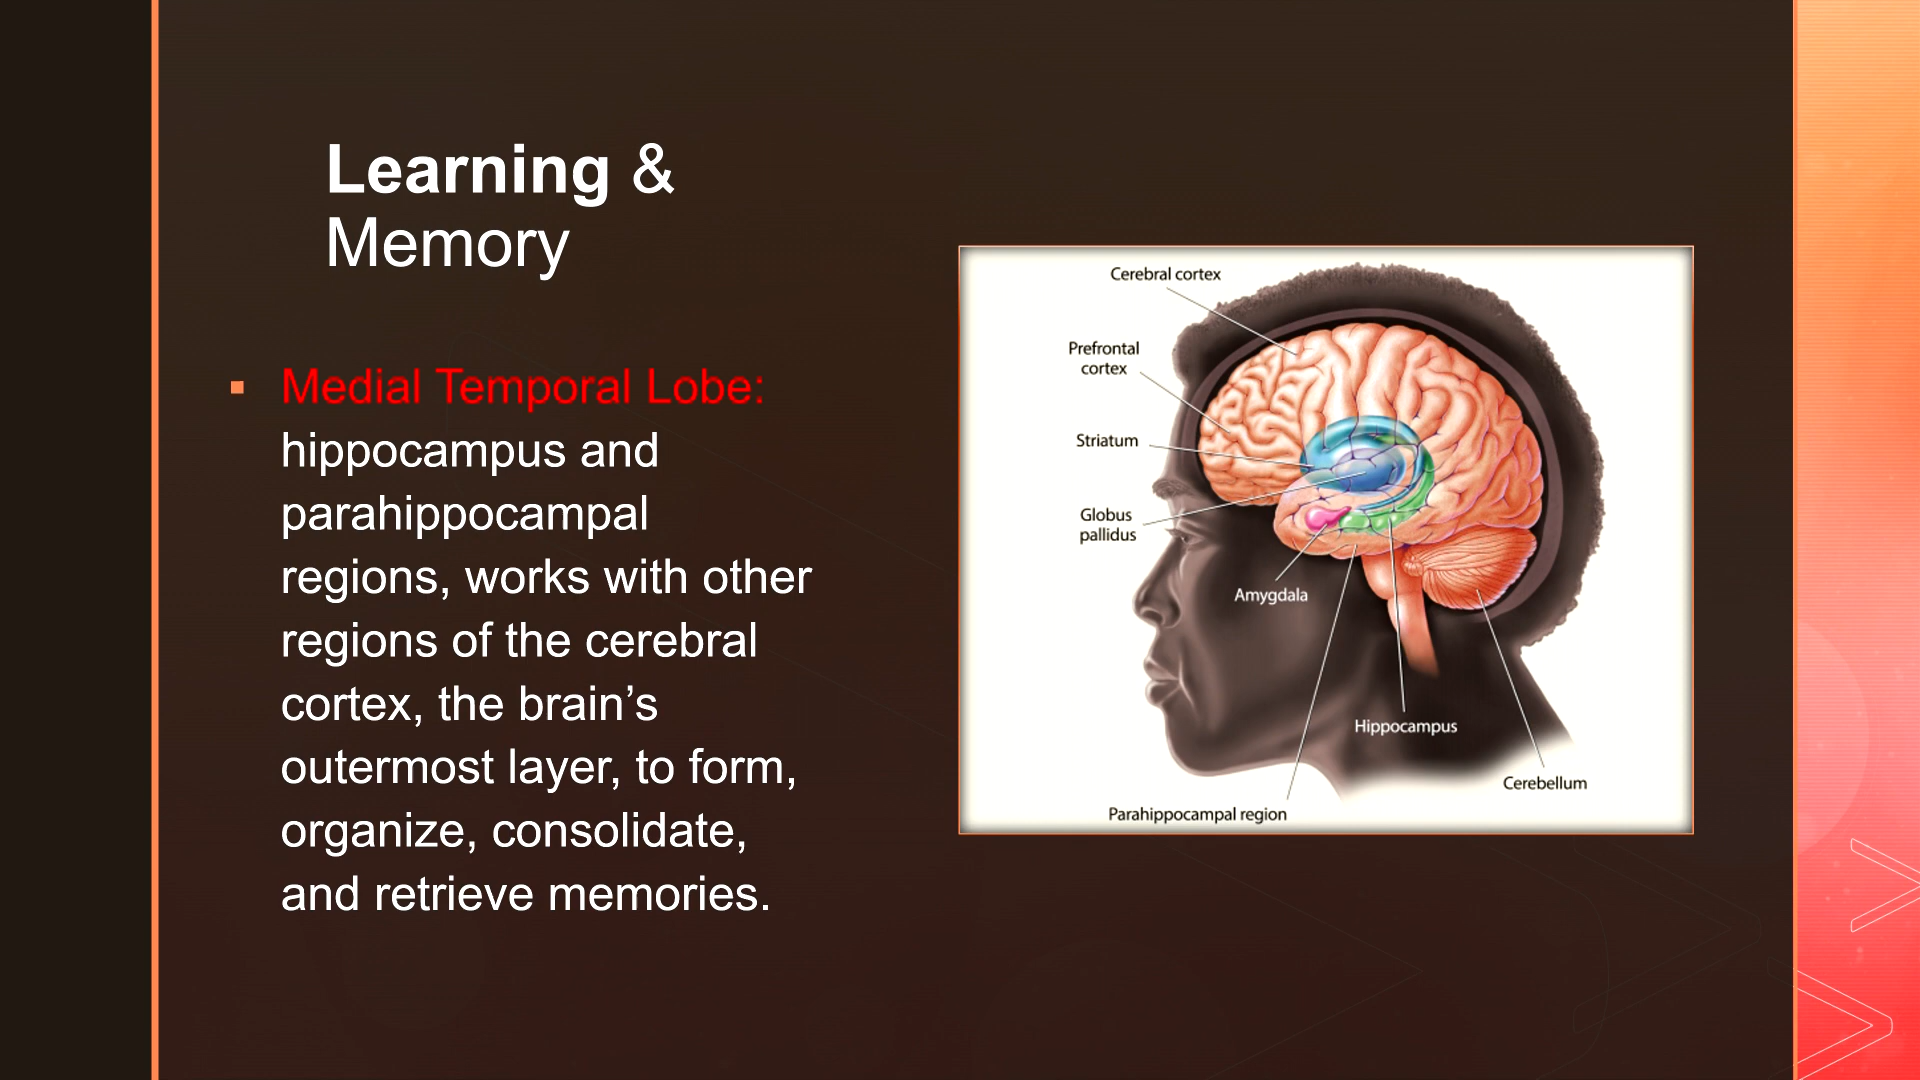 Learning &
Memory
▪ Medial Temporal Lobe:
hippocampus and
parahippocampal
regions, works with other
regions of the cerebral
cortex, the brain’s
outermost layer, to form,
organize, consolidate,
and retrieve memories.
Cerebral cortex
Prefrontal
cortex
Striatum
Globus
pallidus
Amygdala
Hippocampus
Cerebellum
Parahippocampal region